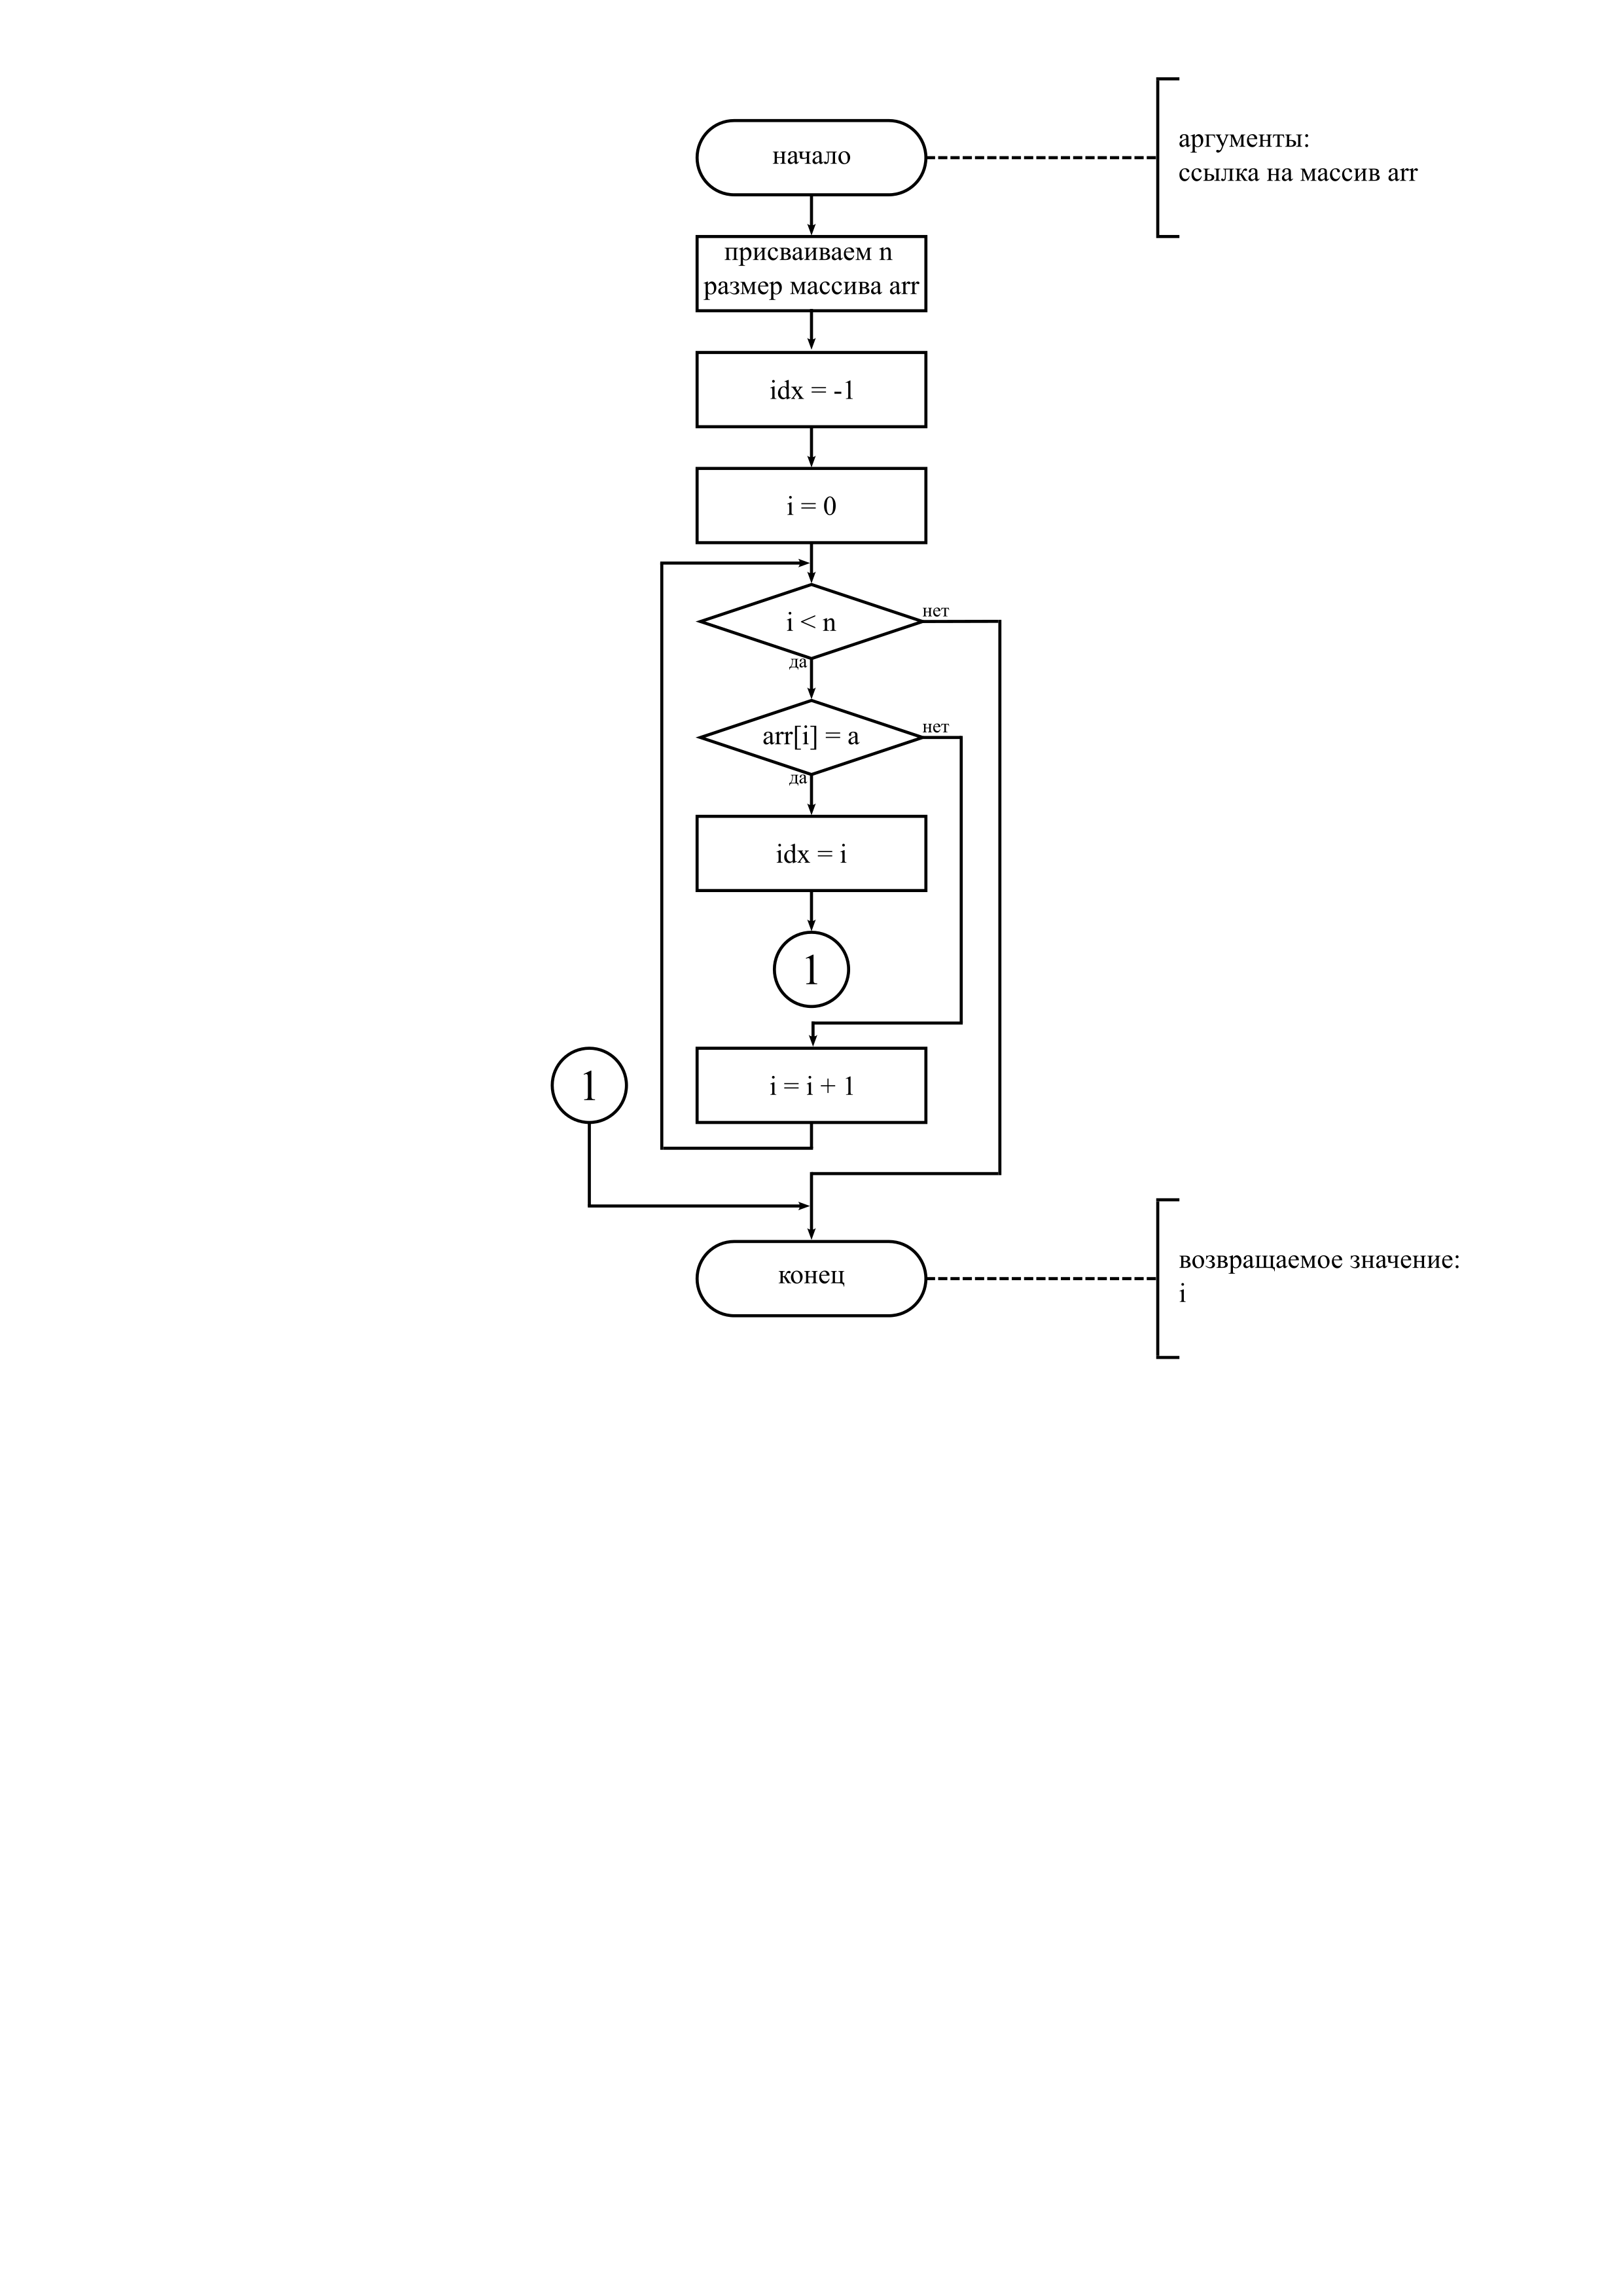 начало
аргументы:
ссылка на массив arr
присваиваем n
размер массива arr
idx = -1
i = 0
i < n
нет
да
arr[i] = a
нет
да
idx = i
1
1
i = i + 1
конец
возвращаемое значение:
i